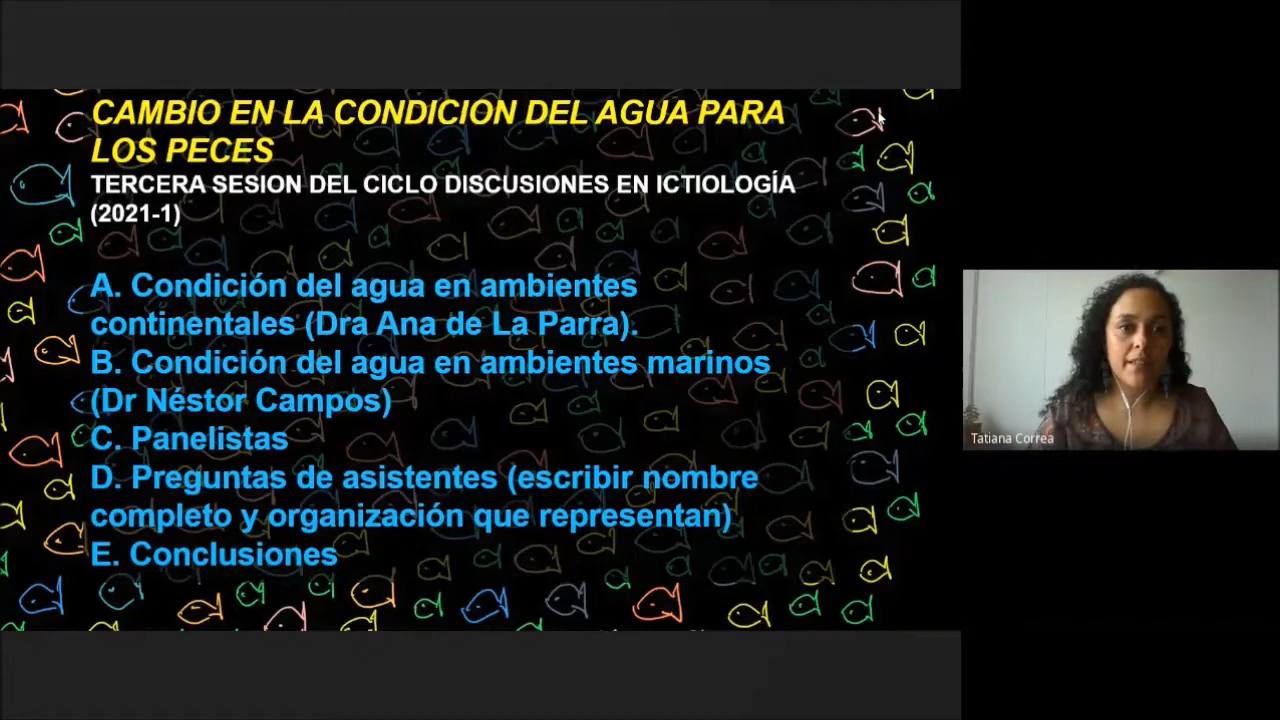 CAMBIO EN LA CONDICION DEL AGUA PARA
LOS PECES
TERCERA SESION DEL CICLO DISCUSIONES EN ICTIOLOGÍA
(2021-1)
A. Condición del agua en ambientes
continentales (Dra Ana de La Parra).
B. Condición del agua en ambientes marinos
(Dr Néstor Campos)
C. Panelistas
D. Preguntas de asistentes (escribir nombre
completo y organización que representan)
E. Conclusiones
Tatiana Correa